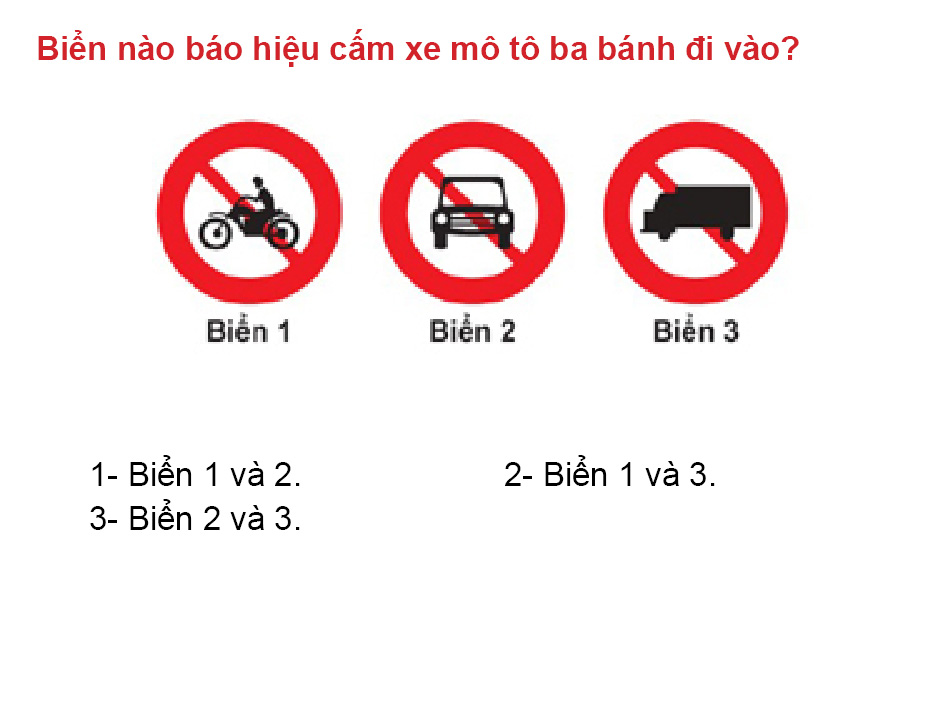 Biển nào báo hiệu cấm xe mô tô ba bánh đi vào?
Biển 1 Biển 2 Biển 3
1- Biển 1 và 2. 2- Biển 1 và 3.
3- Biển 2 và 3.